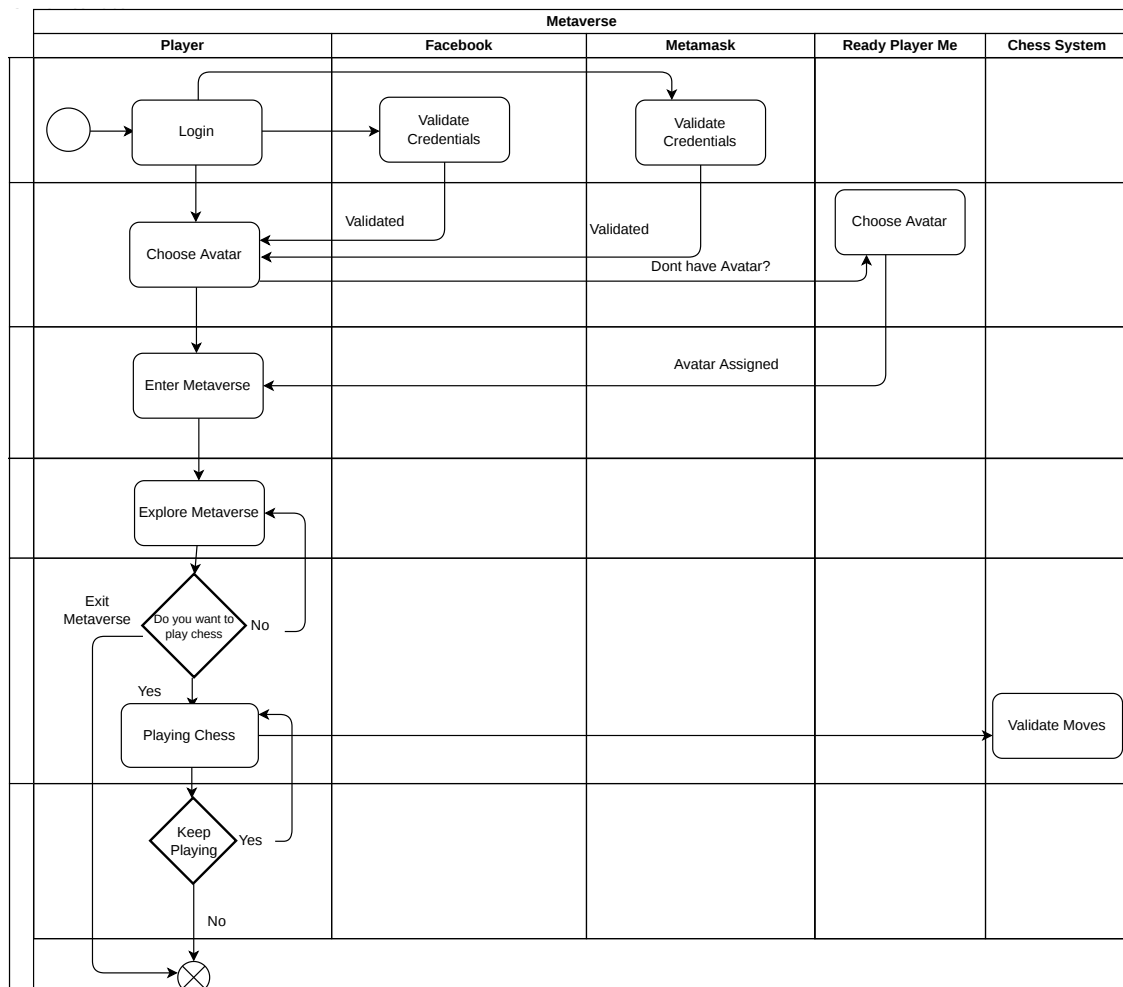 Metaverse
Player
Facebook
Metamask
Ready Player Me
Chess System
Login
Validate
Credentials
Validate
Credentials
Validated
Validated
Choose Avatar
Choose Avatar
Dont have Avatar?
Avatar Assigned
Enter Metaverse
Explore Metaverse
Exit
Metaverse
Do you want to
play chess
No
Yes
Playing Chess
Validate Moves
Keep
Playing
Yes
No